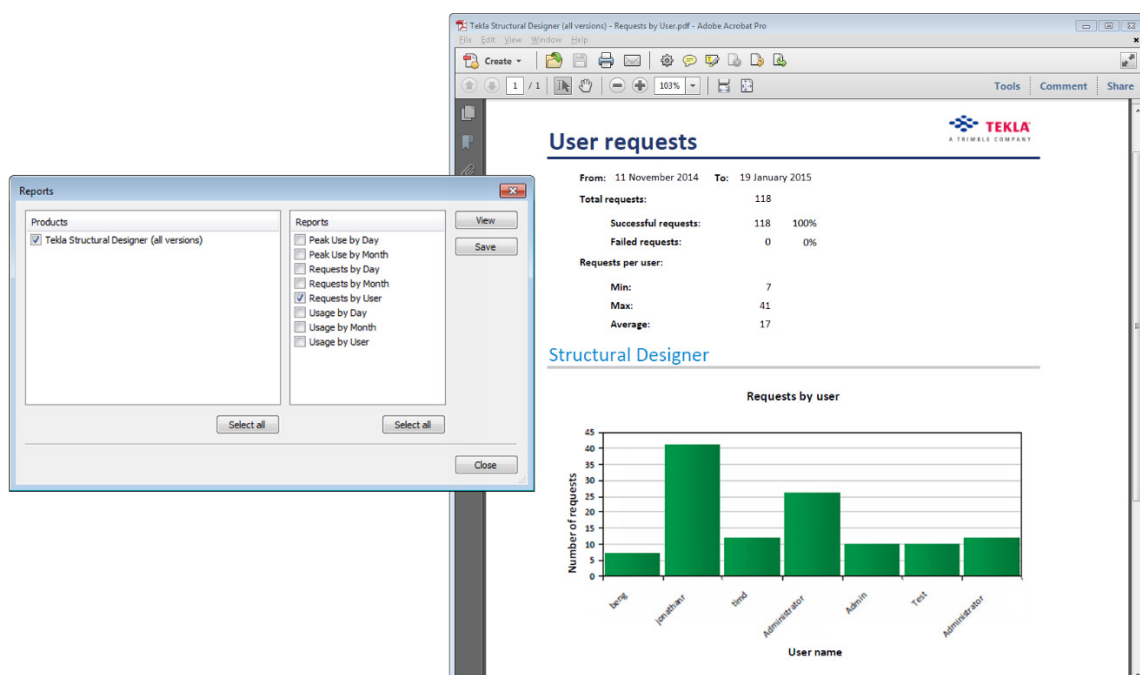 Tekla Structural Designer (all versions) - Requests by User.pdf - Adobe Acrobat Pro
File Edit View Window Help
Create
1 / 1 103% Tools Comment Share
TEKLA
A TRIMBLE COMPANY
User requests
From: 11 November 2014 To: 19 January 2015
Total requests: 118
Successful requests: 118 100%
Failed requests: 0 0%
Requests per user:
Min: 7
Max: 41
Average: 17
Structural Designer
Requests by user
Number of requests
45
40
35
30
25
20
15
10
5
0
beng jonathanr timd Administrator Admin Test Administrator
User name
Reports
Products
Tekla Structural Designer (all versions)
Select all
Reports
Peak Use by Day
Peak Use by Month
Requests by Day
Requests by Month
Requests by User
Usage by Day
Usage by Month
Usage by User
Select all
View
Save
Close